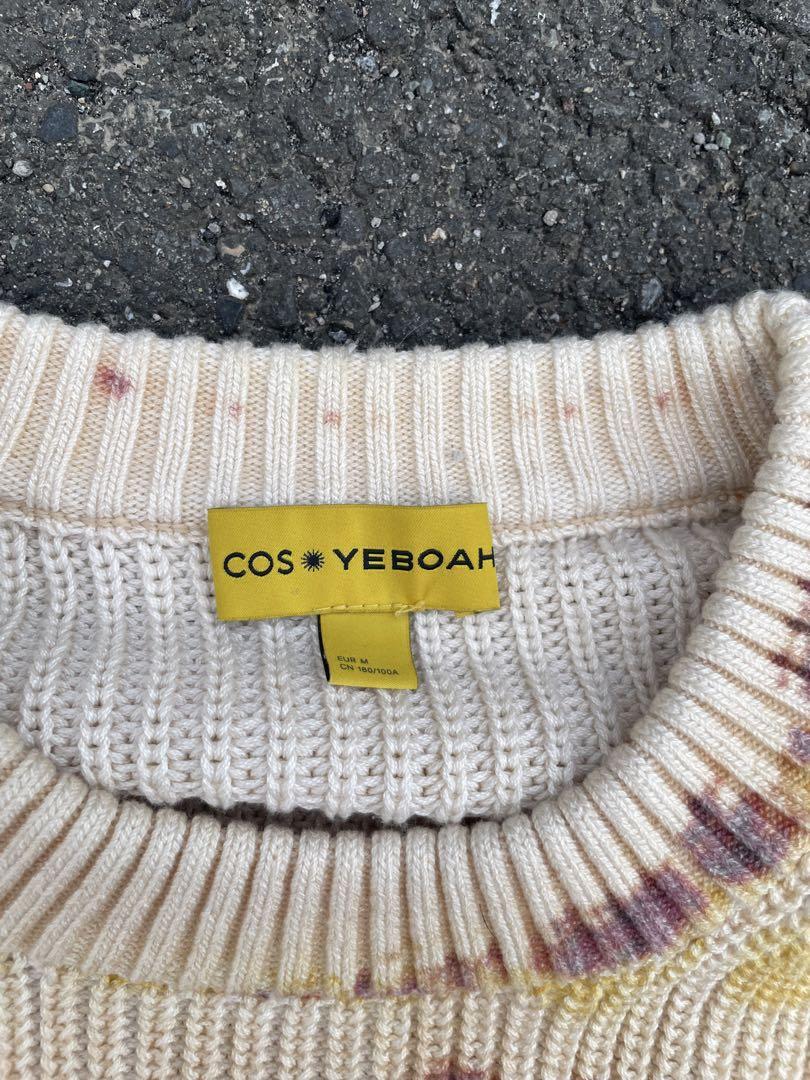 COS YEBOAH
EUR M
CN 180/100A